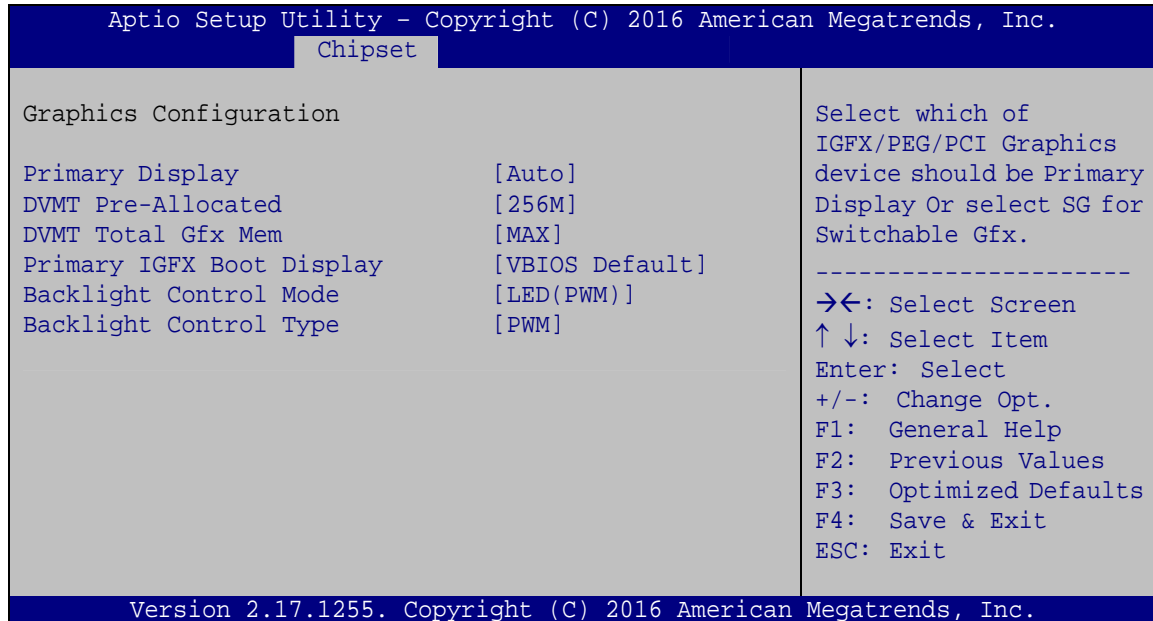 Aptio Setup Utility – Copyright (C) 2016 American Megatrends, Inc.
Chipset
Graphics Configuration
Primary Display [Auto]
DVMT Pre-Allocated [256M]
DVMT Total Gfx Mem [MAX]
Primary IGFX Boot Display [VBIOS Default]
Backlight Control Mode [LED(PWM)]
Backlight Control Type [PWM]
Select which of
IGFX/PEG/PCI Graphics
device should be Primary
Display Or select SG for
Switchable Gfx.
----------------------
→←: Select Screen
↑ ↓: Select Item
Enter: Select
+/-: Change Opt.
F1: General Help
F2: Previous Values
F3: Optimized Defaults
F4: Save & Exit
ESC: Exit
Version 2.17.1255. Copyright (C) 2016 American Megatrends, Inc.